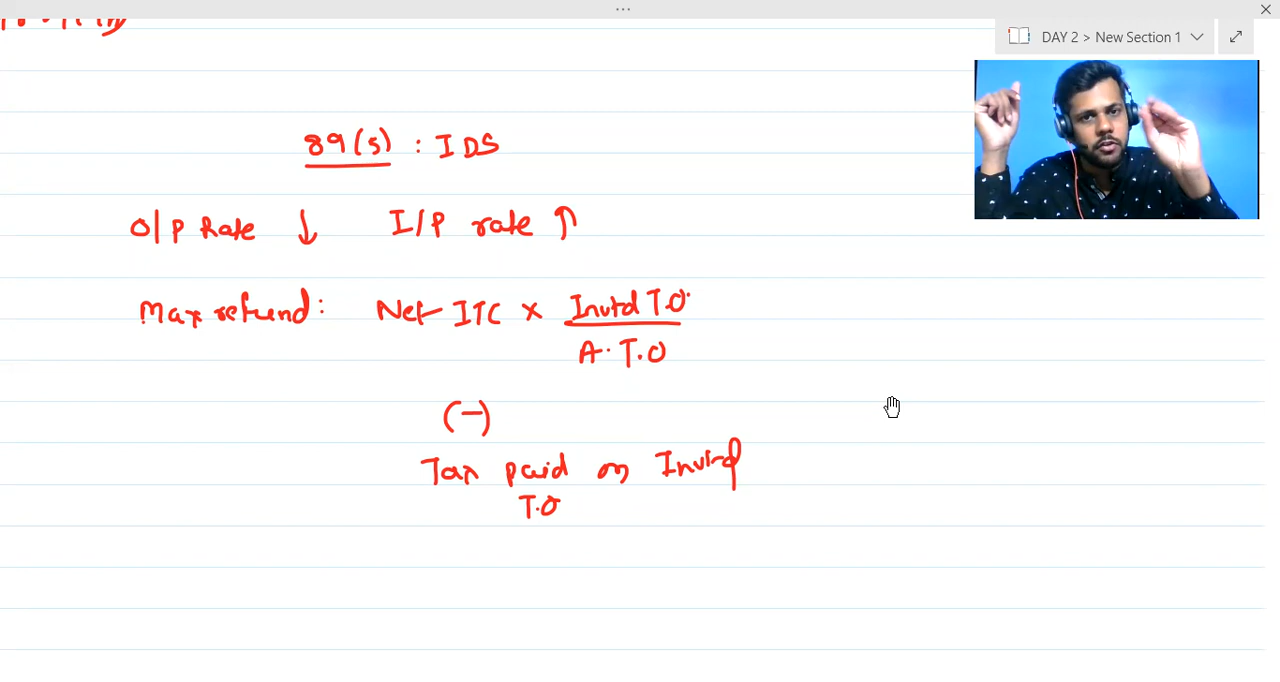 DAY 2 > New Section 1
89(5) : IDS
O/P Rate ↓ I/P rate ↑
Max refund : Net ITC x Invtd T.O.
A. T.O
(-)
Tax paid on Invtd
T.O